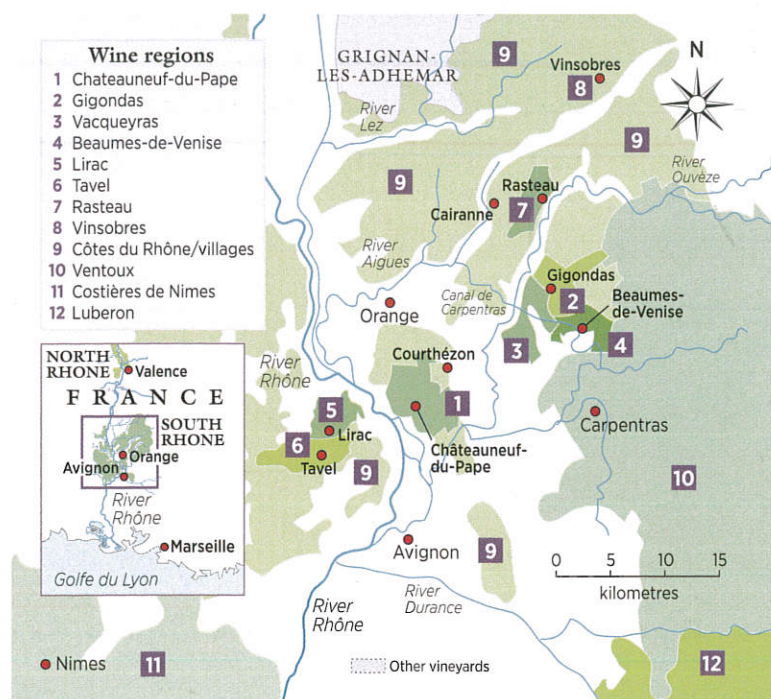 Wine regions
1 Chateauneuf-du-Pape
2 Gigondas
3 Vacqueyras
4 Beaumes-de-Venise
5 Lirac
6 Tavel
7 Rasteau
8 Vinsobres
9 Côtes du Rhône/villages
10 Ventoux
11 Costières de Nimes
12 Luberon
GRIGNAN-
LES-ADHEMAR
9
Vinsobres
8
N
River
Lez
9
9
River
Ouvèze
Rasteau
7
Cairanne
River
Aigues
Orange
Canal de
Carpentras
Gigondas
2
Beaumes-
de-Venise
3
4
Courthézon
1
River
Rhône
5
Lirac
6
Tavel
9
Châteauneuf-
du-Pape
Carpentras
10
Avignon
9
0 5 10 15
kilometres
River
Durance
River
Rhône
Nimes
11
Other vineyards
12
NORTH
RHONE
Valence
FRANCE
SOUTH
RHONE
Orange
Avignon
River
Rhône
Marseille
Golfe du Lyon